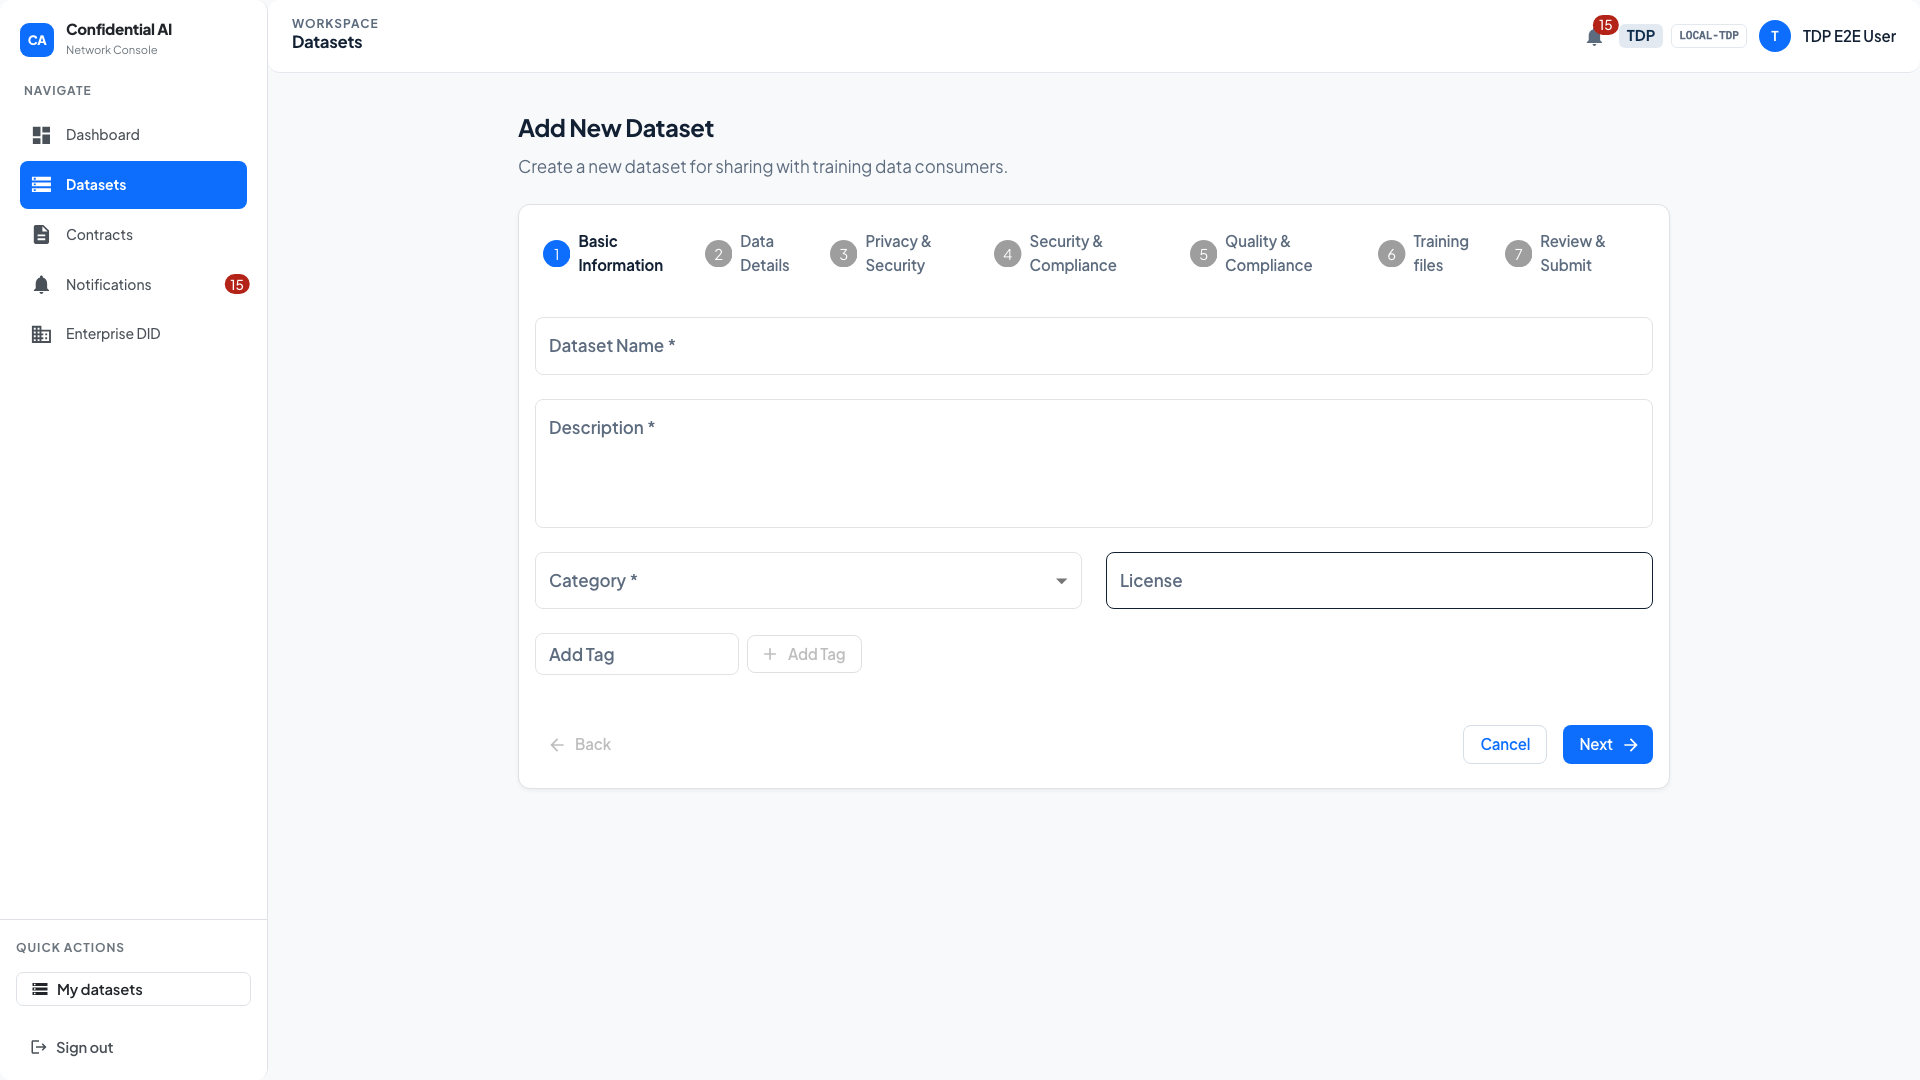 CA
Confidential AI
Network Console
NAVIGATE
Dashboard
Datasets
Contracts
Notifications 15
Enterprise DID
QUICK ACTIONS
My datasets
Sign out
WORKSPACE
Datasets
15
TDP
LOCAL-TDP
T
TDP E2E User
Add New Dataset
Create a new dataset for sharing with training data consumers.
1 Basic
Information
2 Data
Details
3 Privacy &
Security
4 Security &
Compliance
5 Quality &
Compliance
6 Training
files
7 Review &
Submit
Dataset Name *
Description *
Category *
License
Add Tag
Add Tag
Back
Cancel
Next